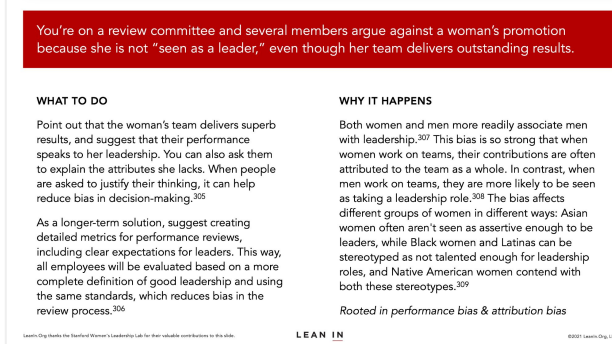 You're on a review committee and several members argue against a woman's promotion
because she is not "seen as a leader," even though her team delivers outstanding results.
WHAT TO DO
Point out that the woman's team delivers superb
results, and suggest that their performance
speaks to her leadership. You can also ask them
to explain the attributes she lacks. When people
are asked to justify their thinking, it can help
reduce bias in decision-making.305
As a longer-term solution, suggest creating
detailed metrics for performance reviews,
including clear expectations for leaders. This way,
all employees will be evaluated based on a more
complete definition of good leadership and using
the same standards, which reduces bias in the
review process.306
WHY IT HAPPENS
Both women and men more readily associate men
with leadership.307 This bias is so strong that when
women work on teams, their contributions are often
attributed to the team as a whole. In contrast, when
men work on teams, they are more likely to be seen
as taking a leadership role.308 The bias affects
different groups of women in different ways: Asian
women often aren't seen as assertive enough to be
leaders, while Black women and Latinas can be
stereotyped as not talented enough for leadership
roles, and Native American women contend with
both these stereotypes.309
Rooted in performance bias & attribution bias
LeanIn.Org thanks the Stanford Women's Leadership Lab for their valuable contributions to this slide.
LEAN IN
©2021 LeanIn.Org,